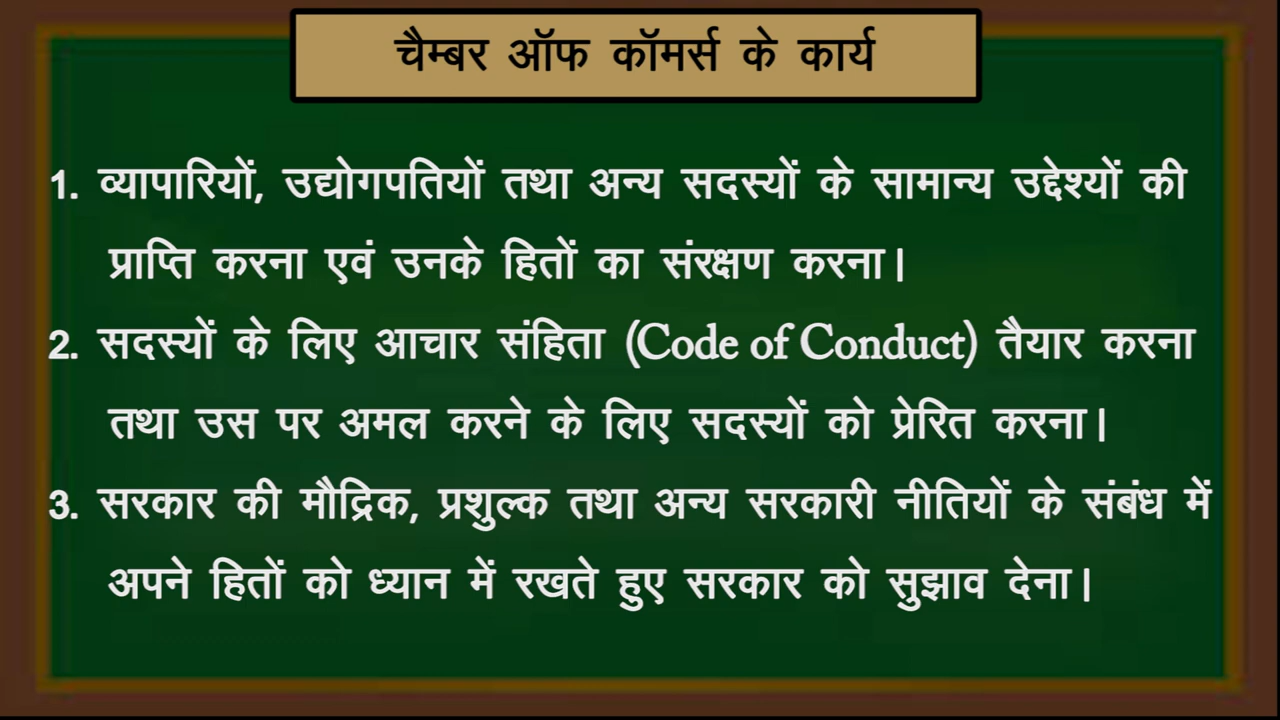 चैम्बर ऑफ कॉमर्स के कार्य
1. व्यापारियों, उद्योगपतियों तथा अन्य सदस्यों के सामान्य उद्देश्यों की
प्राप्ति करना एवं उनके हितों का संरक्षण करना।
2. सदस्यों के लिए आचार संहिता (Code of Conduct) तैयार करना
तथा उस पर अमल करने के लिए सदस्यों को प्रेरित करना।
3. सरकार की मौद्रिक, प्रशुल्क तथा अन्य सरकारी नीतियों के संबंध में
अपने हितों को ध्यान में रखते हुए सरकार को सुझाव देना।